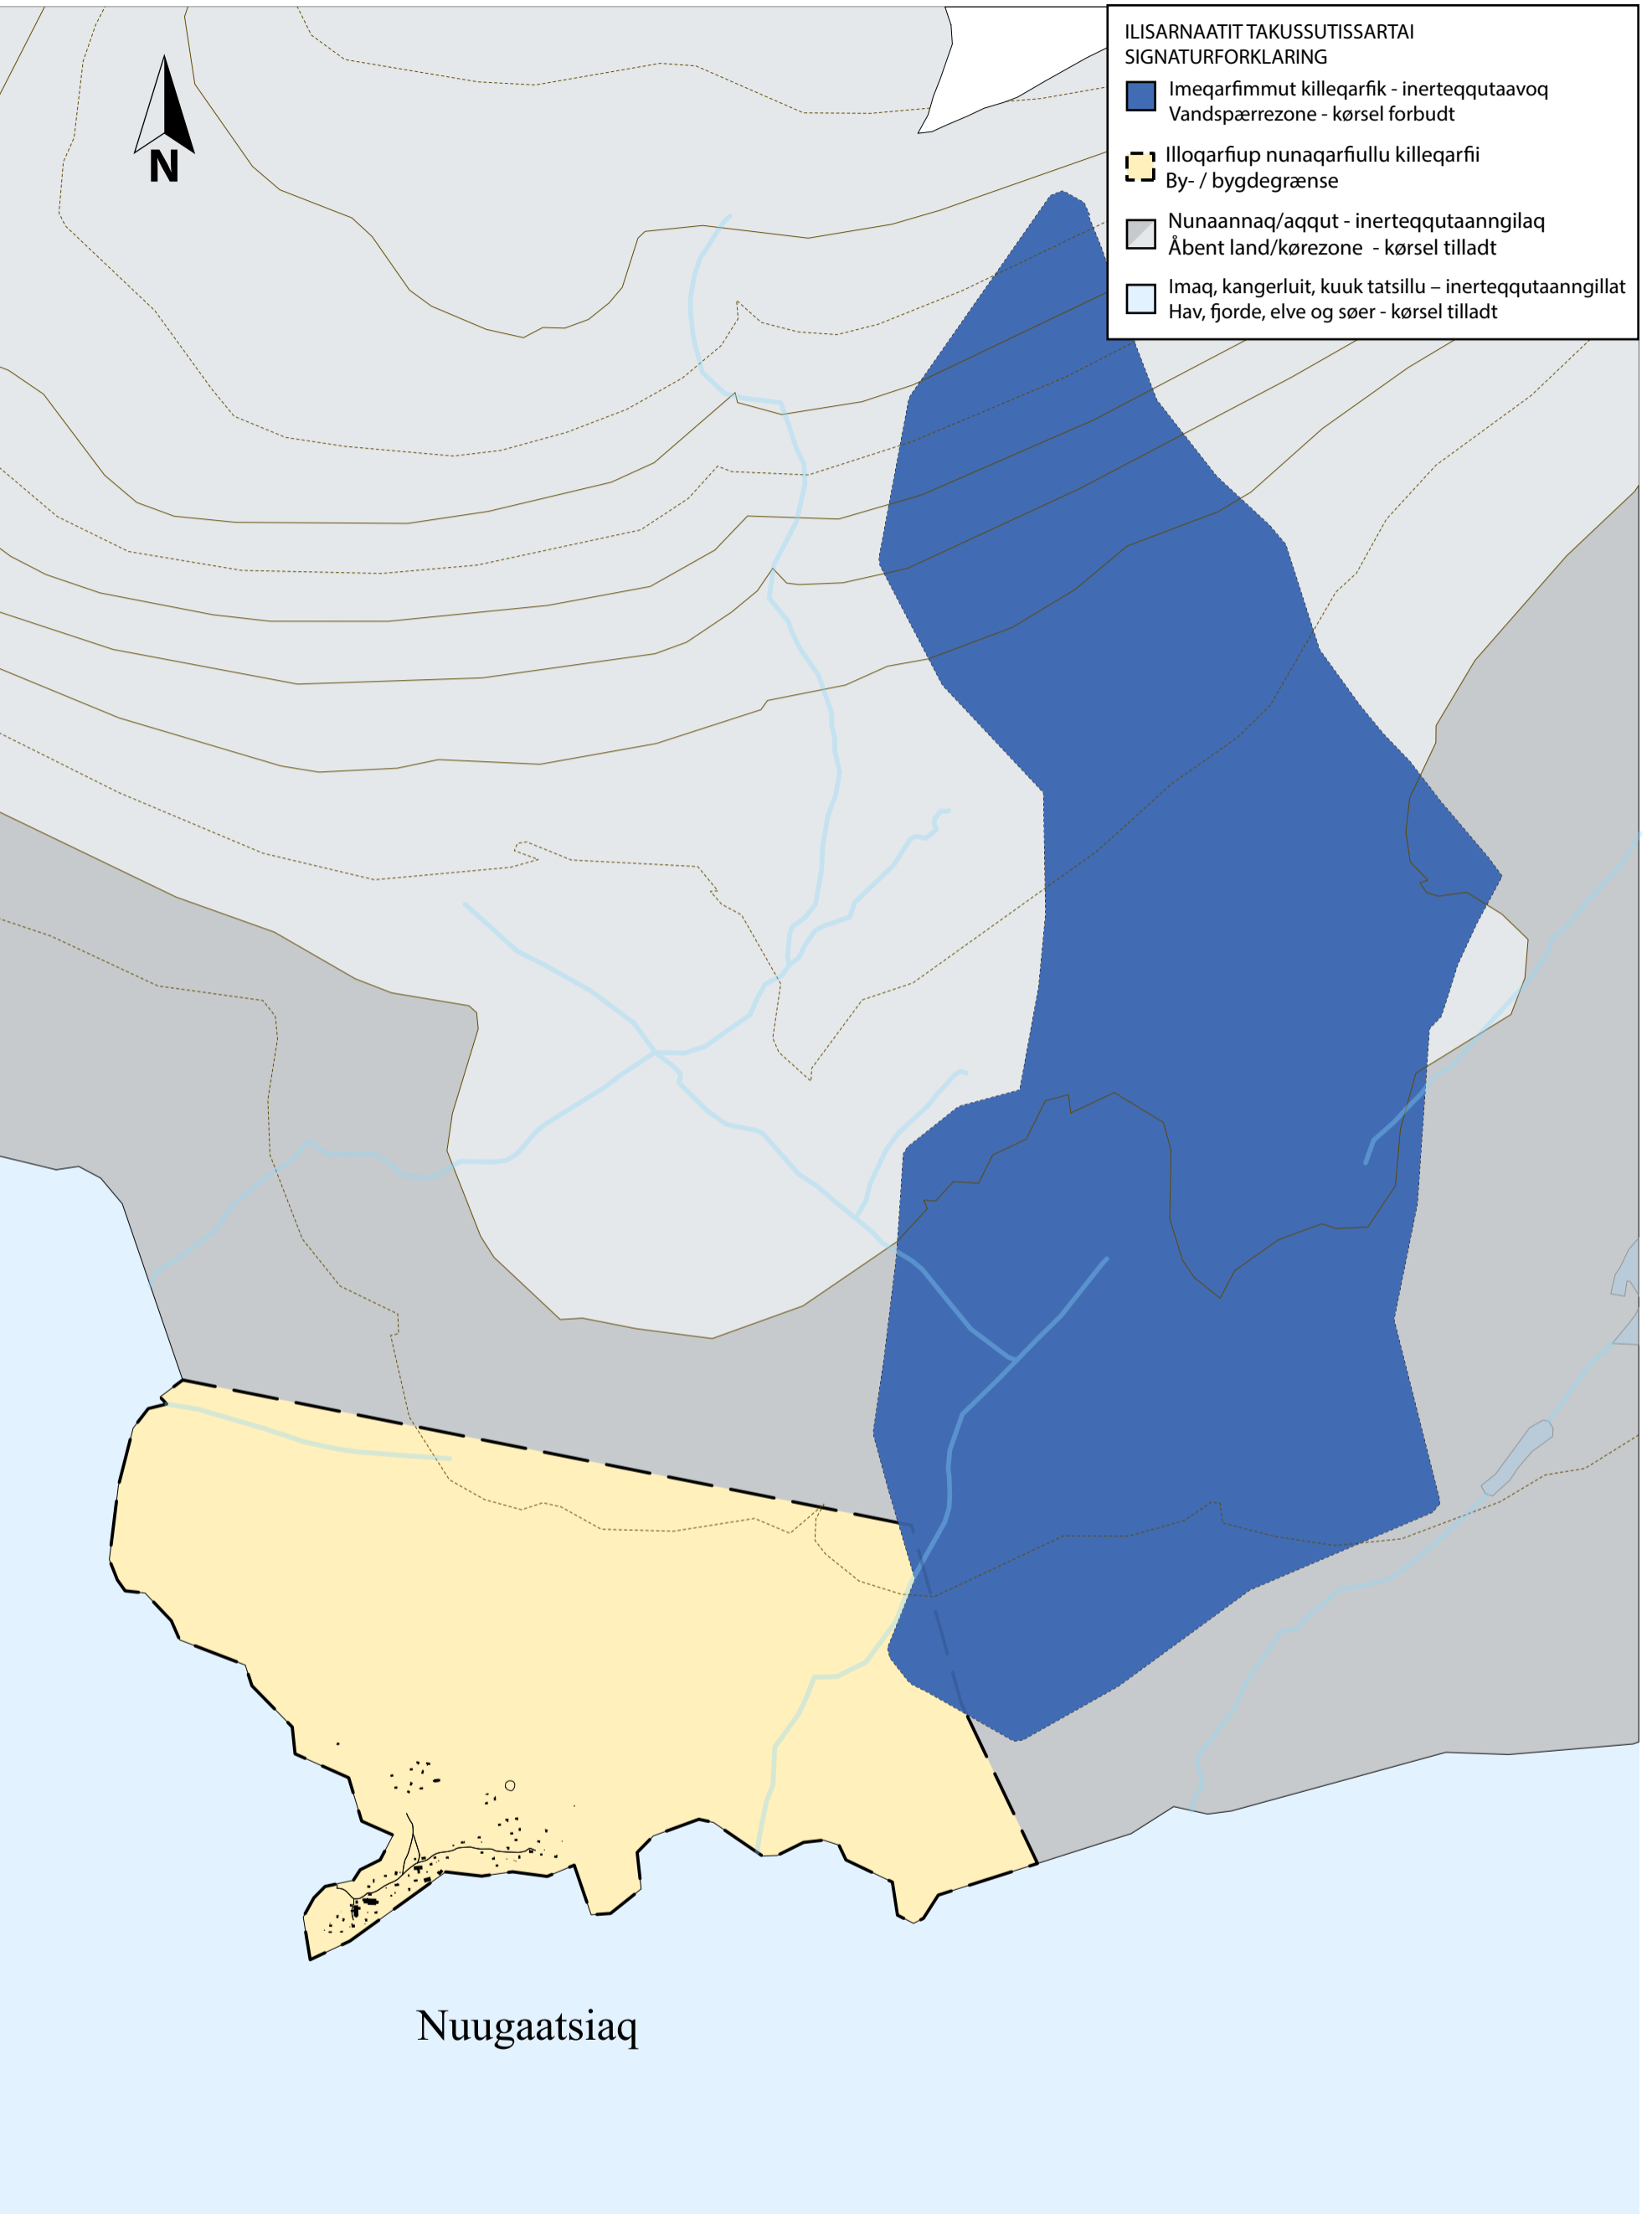 ILISARNAATIT TAKUSSUTISSARTAI
SIGNATURFORKLARING
Imeqarfimmut killeqarfik - inerteqqutaavoq
Vandspærrezone - kørsel forbudt
Illoqarfiup nunaqarfiullu killeqarfii
By- / bygdegrænse
Nunaannaq/aqqut - inerteqqutaanngilaq
Åbent land/kørezone - kørsel tilladt
Imaq, kangerluit, kuuk tatsillu – inerteqqutaanngillat
Hav, fjorde, elve og søer - kørsel tilladt
N
Nuugaatsiaq